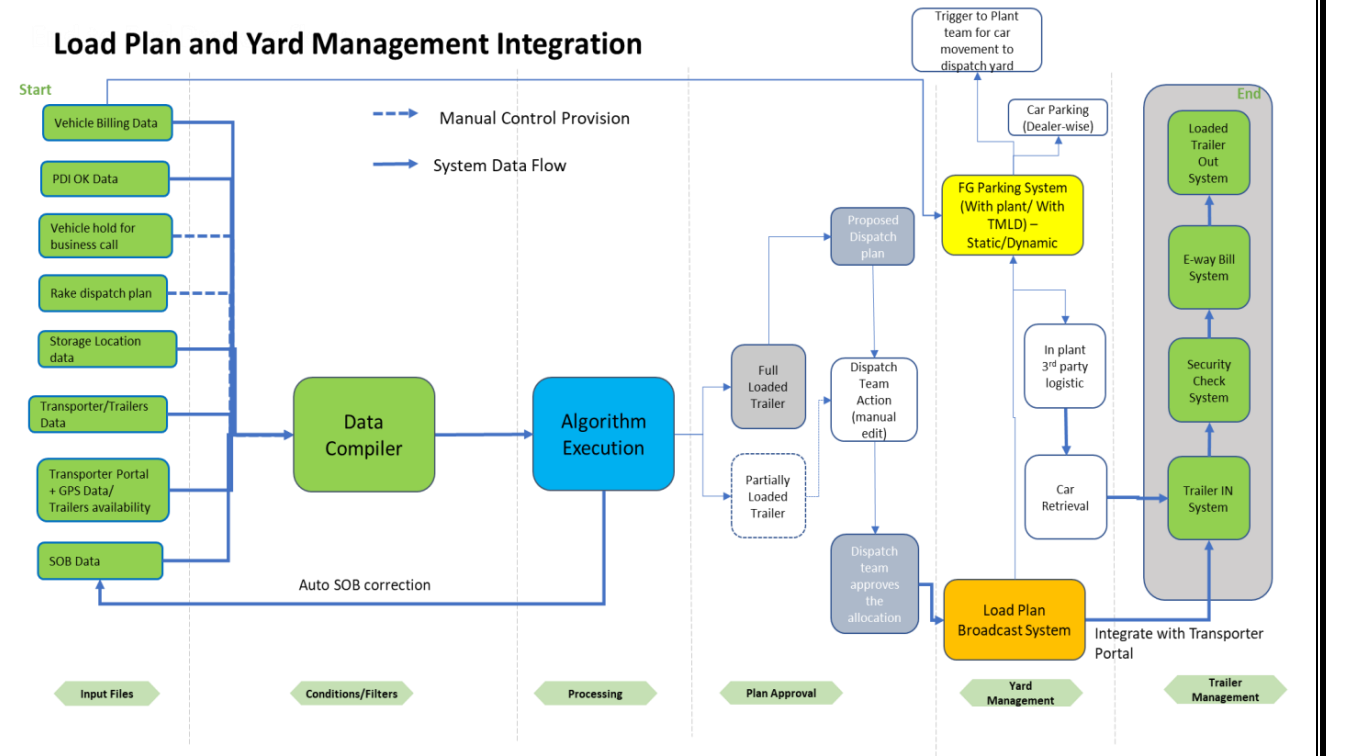 Load Plan and Yard Management Integration
Start
Vehicle Billing Data
PDI OK Data
Vehicle hold for
business call
Rake dispatch plan
Storage Location
data
Transporter/Trailers
Data
Transporter Portal
+ GPS Data/
Trailers availability
SOB Data
Manual Control Provision
System Data Flow
Data
Compiler
Algorithm
Execution
Auto SOB correction
Full
Loaded
Trailer
Partially
Loaded
Trailer
Proposed
Dispatch
plan
Dispatch
Team
Action
(manual
edit)
Dispatch
team
approves
the
allocation
Trigger to Plant
team for car
movement to
dispatch yard
Car Parking
(Dealer-wise)
FG Parking System
(With plant/ With
TMLD) –
Static/Dynamic
In plant
3rd party
logistic
Car
Retrieval
Load Plan
Broadcast System
Integrate with Transporter
Portal
End
Loaded
Trailer
Out
System
E-way Bill
System
Security
Check
System
Trailer IN
System
Input Files
Conditions/Filters
Processing
Plan Approval
Yard
Management
Trailer
Management